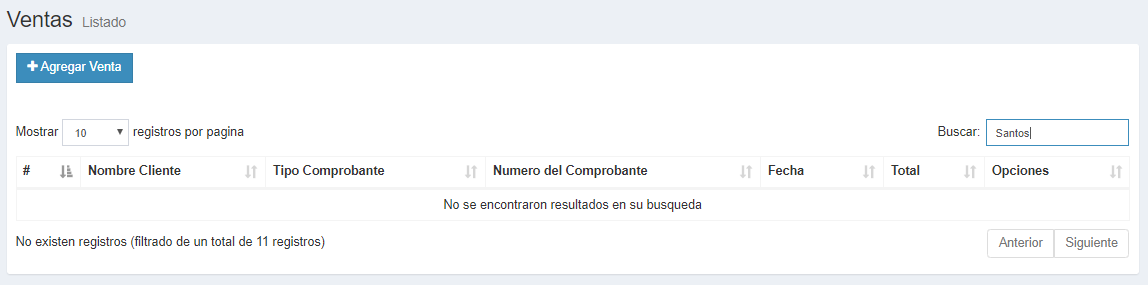 Ventas Listado
Agregar Venta
Mostrar 10 registros por pagina Buscar: Santos
# Nombre Cliente Tipo Comprobante Numero del Comprobante Fecha Total Opciones
No se encontraron resultados en su busqueda
No existen registros (filtrado de un total de 11 registros) Anterior Siguiente